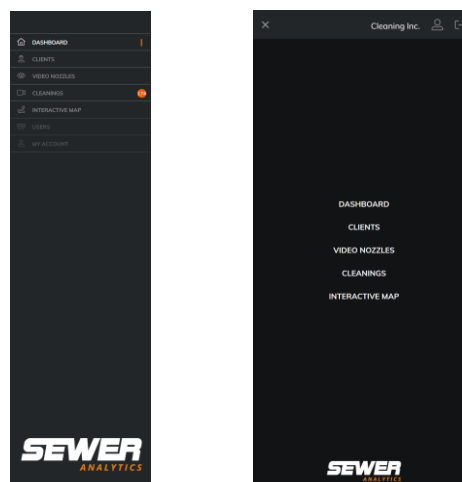 DASHBOARD
CLIENTS
VIDEO NOZZLES
CLEANINGS
INTERACTIVE MAP
USERS
MY ACCOUNT
SEWER
ANALYTICS
Cleaning Inc.
DASHBOARD
CLIENTS
VIDEO NOZZLES
CLEANINGS
INTERACTIVE MAP
SEWER
ANALYTICS